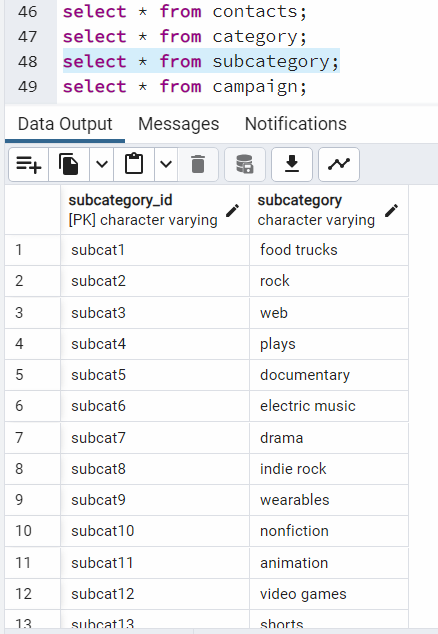 46 select * from contacts;
47 select * from category;
48 select * from subcategory;
49 select * from campaign;
Data Output Messages Notifications
subcategory_id subcategory
[PK] character varying character varying
1 subcat1 food trucks
2 subcat2 rock
3 subcat3 web
4 subcat4 plays
5 subcat5 documentary
6 subcat6 electric music
7 subcat7 drama
8 subcat8 indie rock
9 subcat9 wearables
10 subcat10 nonfiction
11 subcat11 animation
12 subcat12 video games
13 subcat13 shorts